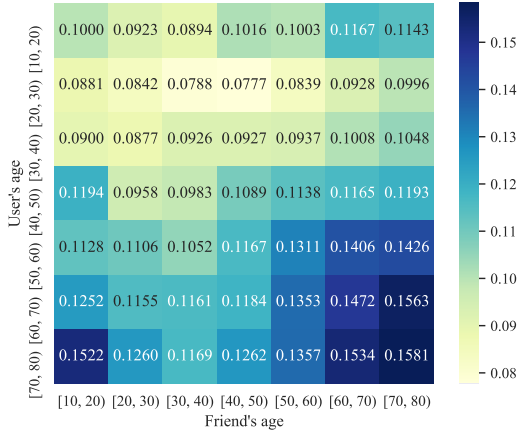 User's age
[10, 20) 0.1000 0.0923 0.0894 0.1016 0.1003 0.1167 0.1143
[20, 30) 0.0881 0.0842 0.0788 0.0777 0.0839 0.0928 0.0996
[30, 40) 0.0900 0.0877 0.0926 0.0927 0.0937 0.1008 0.1048
[40, 50) 0.1194 0.0958 0.0983 0.1089 0.1138 0.1165 0.1193
[50, 60) 0.1128 0.1106 0.1052 0.1167 0.1311 0.1406 0.1426
[60, 70) 0.1252 0.1155 0.1161 0.1184 0.1353 0.1472 0.1563
[70, 80) 0.1522 0.1260 0.1169 0.1262 0.1357 0.1534 0.1581
[10, 20) [20, 30) [30, 40) [40, 50) [50, 60) [60, 70) [70, 80)
Friend's age
0.15
0.14
0.13
0.12
0.11
0.10
0.09
0.08